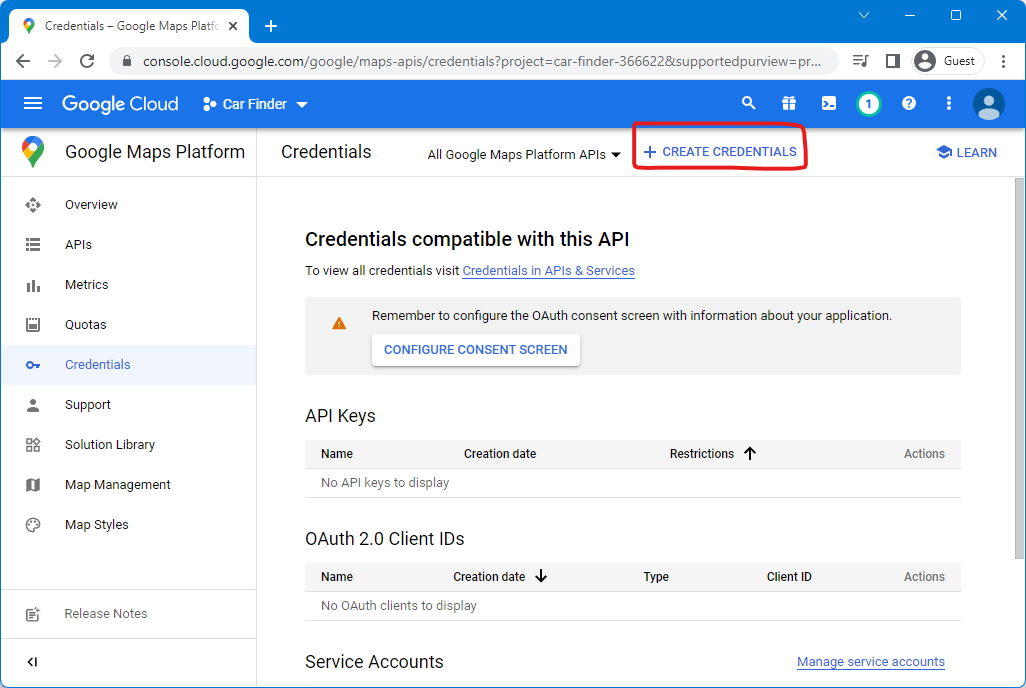 Credentials – Google Maps Platfo
console.cloud.google.com/google/maps-apis/credentials?project=car-finder-366622&supportedpurview=pr...
Guest
Google Cloud
Car Finder
1
Google Maps Platform
Credentials
All Google Maps Platform APIs
CREATE CREDENTIALS
LEARN
Overview
APIs
Metrics
Quotas
Credentials
Support
Solution Library
Map Management
Map Styles
Release Notes
Credentials compatible with this API
To view all credentials visit Credentials in APIs & Services
Remember to configure the OAuth consent screen with information about your application.
CONFIGURE CONSENT SCREEN
API Keys
Name Creation date Restrictions Actions
No API keys to display
OAuth 2.0 Client IDs
Name Creation date Type Client ID Actions
No OAuth clients to display
Service Accounts
Manage service accounts